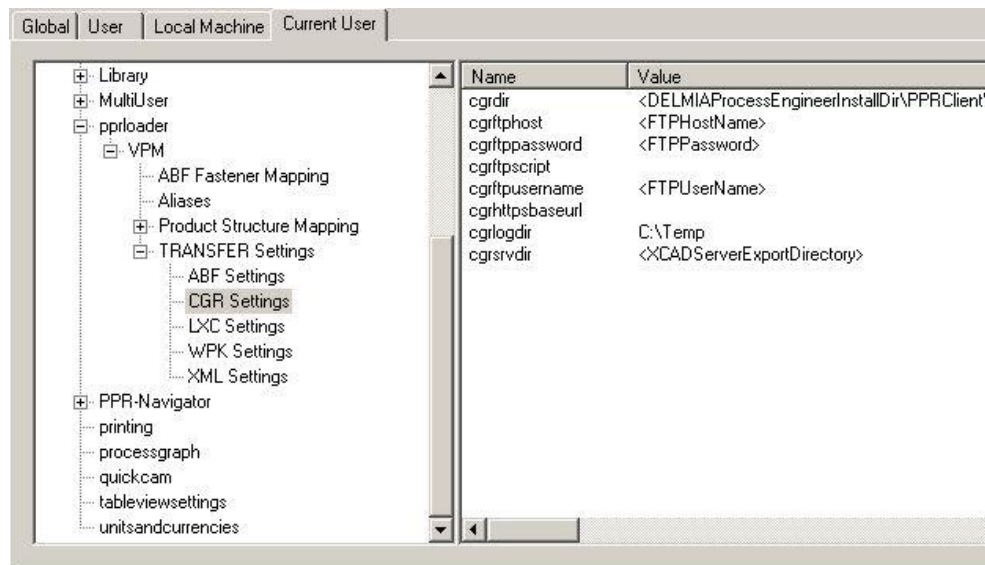 Global User Local Machine Current User
Library
MultiUser
pprloader
VPM
ABF Fastener Mapping
Aliases
Product Structure Mapping
TRANSFER Settings
ABF Settings
CGR Settings
LXC Settings
WPK Settings
XML Settings
PPR-Navigator
printing
processgraph
quickcam
tableviewsettings
unitsandcurrencies
Name Value
cgrdir <DELMIAProcessEngineerInstallDir\PPRClient
cgrftphost <FTPHostName>
cgrftppassword <FTPPassword>
cgrftpscript
cgrftpusername <FTPUserName>
cgrhttpsbaseurl
cgrlogdir C:\Temp
cgrsrvdir <XCADServerExportDirectory>